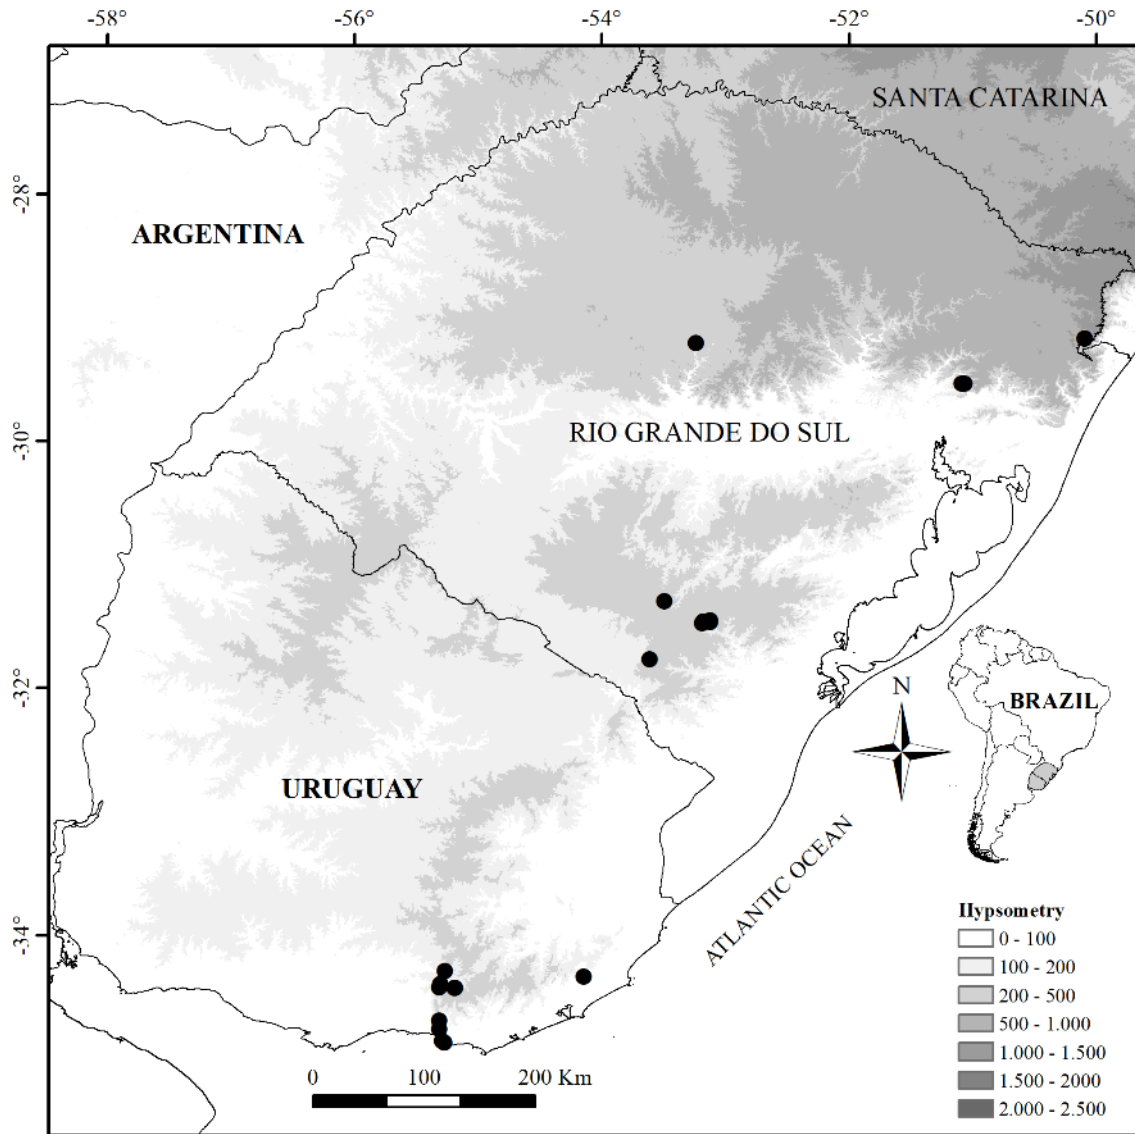 -58° -56° -54° -52° -50°
SANTA CATARINA
-28°
ARGENTINA
RIO GRANDE DO SUL
-30°
-32°
N
BRAZIL
URUGUAY
ATLANTIC OCEAN
-34°
Hypsometry
0 - 100
100 - 200
200 - 500
500 - 1.000
1.000 - 1.500
1.500 - 2000
2.000 - 2.500
0 100 200 Km